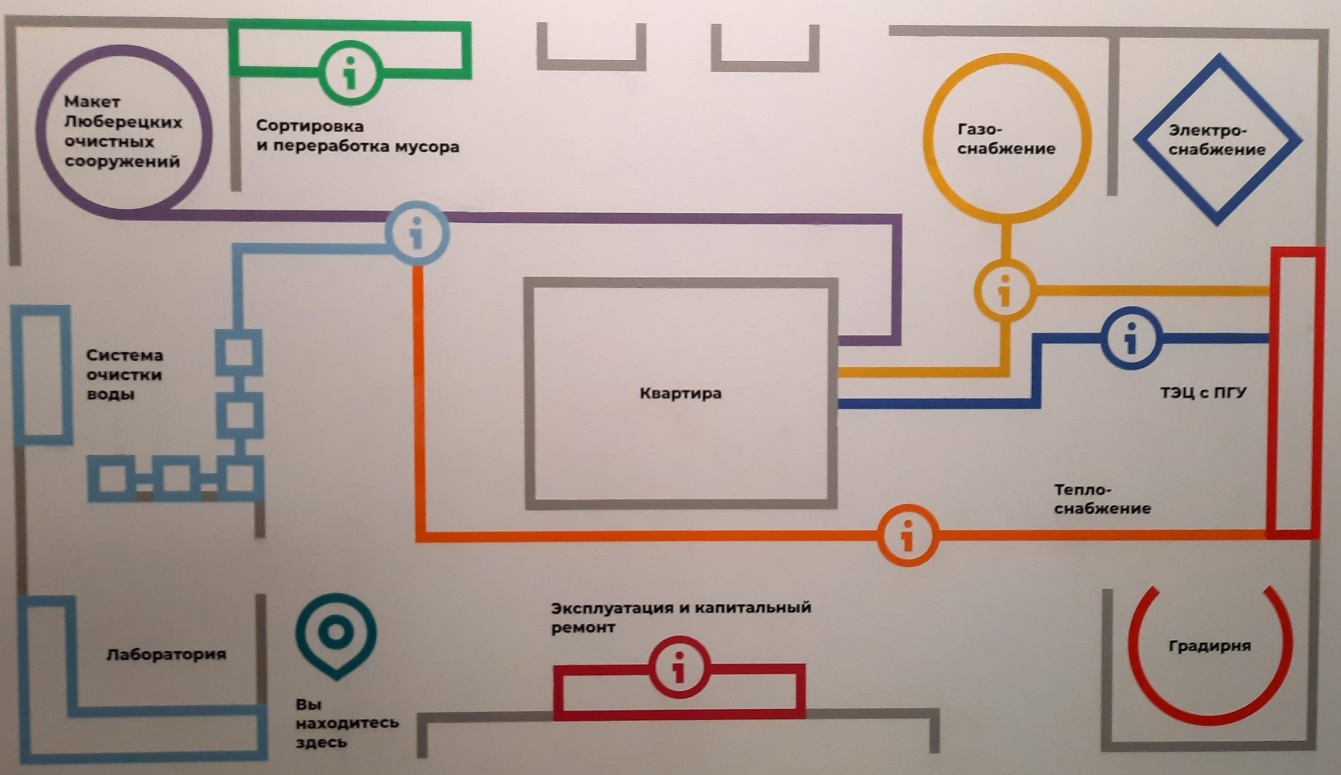 Макет
Люберецких
очистных
сооружений
i
Сортировка
и переработка мусора
Газо-
снабжение
Электро-
снабжение
i
i
i
Система
очистки
воды
Квартира
ТЭЦ с ПГУ
Тепло-
снабжение
i
Эксплуатация и капитальный
ремонт
i
Лаборатория
Градирня
Вы
находитесь
здесь